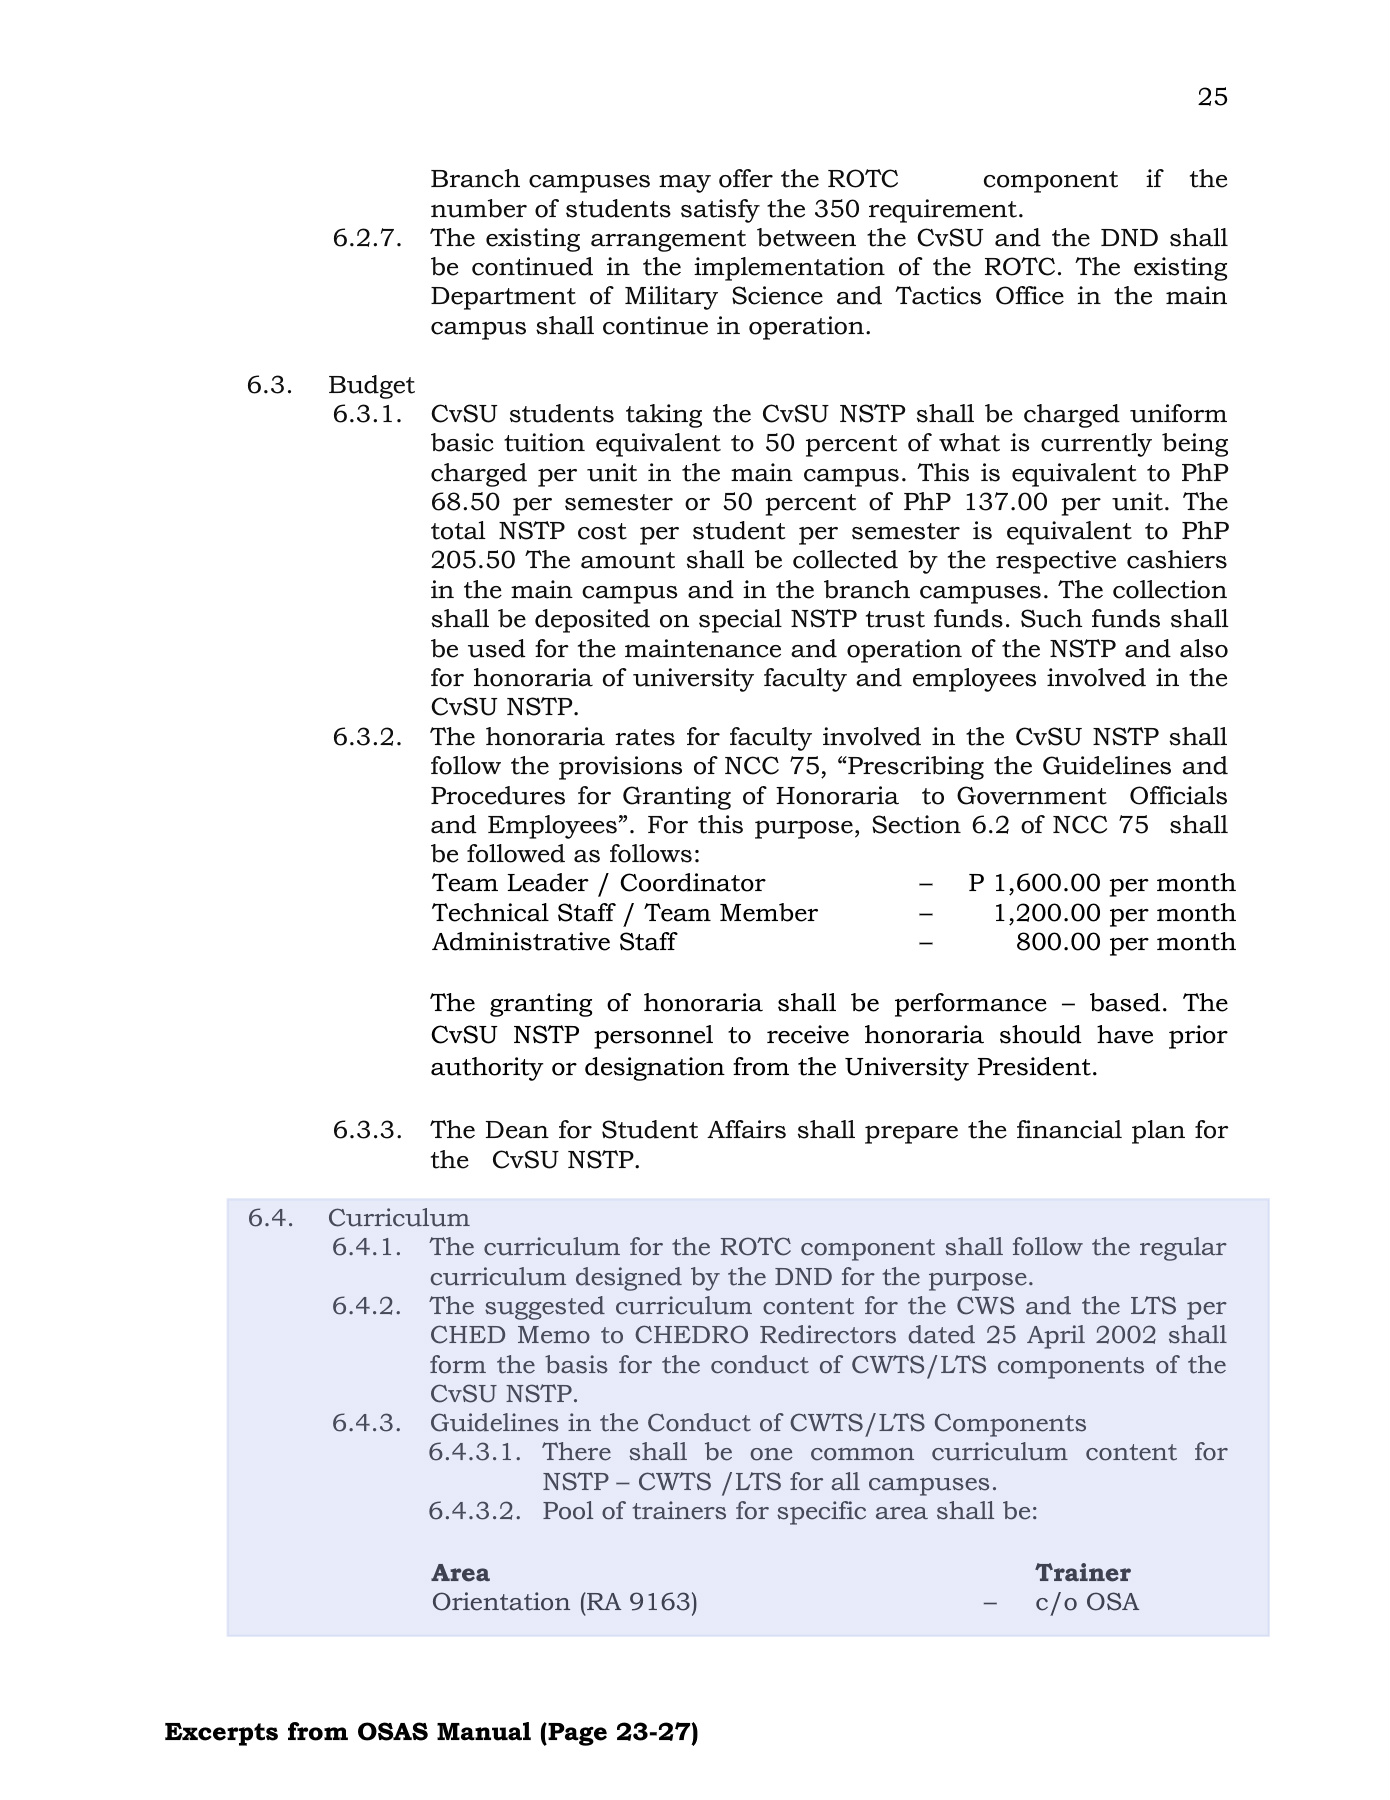 25
Branch campuses may offer the ROTC component if the
number of students satisfy the 350 requirement.
6.2.7. The existing arrangement between the CvSU and the DND shall
be continued in the implementation of the ROTC. The existing
Department of Military Science and Tactics Office in the main
campus shall continue in operation.
6.3. Budget
6.3.1. CvSU students taking the CvSU NSTP shall be charged uniform
basic tuition equivalent to 50 percent of what is currently being
charged per unit in the main campus. This is equivalent to PhP
68.50 per semester or 50 percent of PhP 137.00 per unit. The
total NSTP cost per student per semester is equivalent to PhP
205.50 The amount shall be collected by the respective cashiers
in the main campus and in the branch campuses. The collection
shall be deposited on special NSTP trust funds. Such funds shall
be used for the maintenance and operation of the NSTP and also
for honoraria of university faculty and employees involved in the
CvSU NSTP.
6.3.2. The honoraria rates for faculty involved in the CvSU NSTP shall
follow the provisions of NCC 75, “Prescribing the Guidelines and
Procedures for Granting of Honoraria to Government Officials
and Employees”. For this purpose, Section 6.2 of NCC 75 shall
be followed as follows:
Team Leader / Coordinator – P 1,600.00 per month
Technical Staff / Team Member – 1,200.00 per month
Administrative Staff – 800.00 per month
The granting of honoraria shall be performance – based. The
CvSU NSTP personnel to receive honoraria should have prior
authority or designation from the University President.
6.3.3. The Dean for Student Affairs shall prepare the financial plan for
the CvSU NSTP.
6.4. Curriculum
6.4.1. The curriculum for the ROTC component shall follow the regular
curriculum designed by the DND for the purpose.
6.4.2. The suggested curriculum content for the CWS and the LTS per
CHED Memo to CHEDRO Redirectors dated 25 April 2002 shall
form the basis for the conduct of CWTS/LTS components of the
CvSU NSTP.
6.4.3. Guidelines in the Conduct of CWTS/LTS Components
6.4.3.1. There shall be one common curriculum content for
NSTP – CWTS /LTS for all campuses.
6.4.3.2. Pool of trainers for specific area shall be:
Area Trainer
Orientation (RA 9163) – c/o OSA
Excerpts from OSAS Manual (Page 23-27)